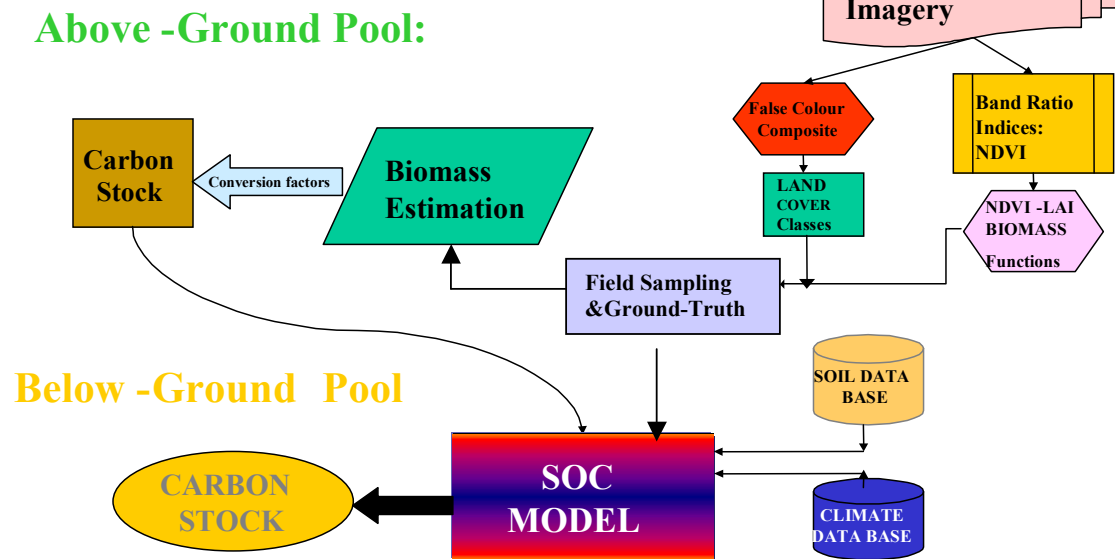 Imagery
Above -Ground Pool:
False Colour
Composite
Band Ratio
Indices:
NDVI
Carbon
Stock
Conversion factors
Biomass
Estimation
LAND
COVER
Classes
NDVI -LAI
BIOMASS
Functions
Field Sampling
&Ground-Truth
Below -Ground Pool
SOIL DATA
BASE
CARBON
STOCK
SOC
MODEL
CLIMATE
DATA BASE